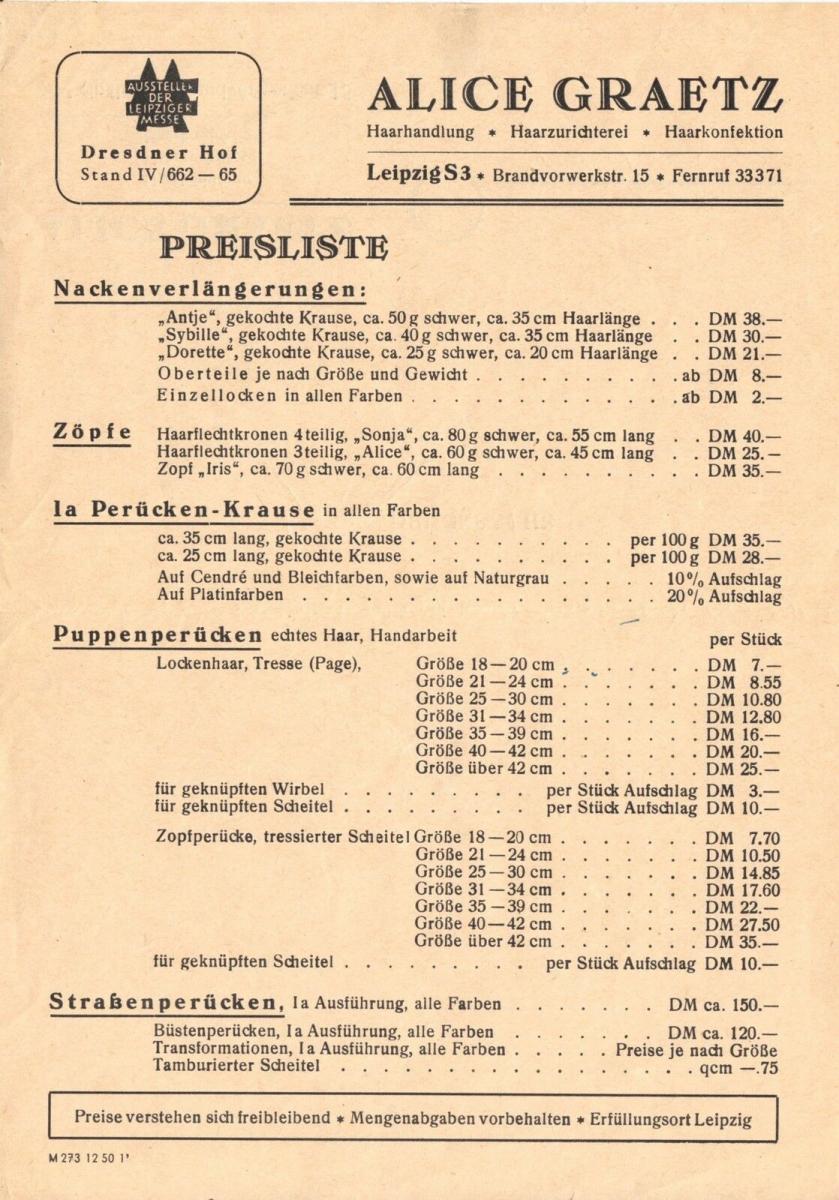 AUSSTELLER
DER
LEIPZIGER
MESSE
Dresdner Hof
Stand IV/662 — 65
ALICE GRAETZ
Haarhandlung * Haarzurichterei * Haarkonfektion
Leipzig S 3 * Brandvorwerkstr. 15 * Fernruf 33371
PREISLISTE
Nackenverlängerungen:
„Antje“, gekochte Krause, ca. 50 g schwer, ca. 35 cm Haarlänge . . . DM 38.—
„Sybille“, gekochte Krause, ca. 40 g schwer, ca. 35 cm Haarlänge . . DM 30.—
„Dorette“, gekochte Krause, ca. 25 g schwer, ca. 20 cm Haarlänge . . DM 21.—
Oberteile je nach Größe und Gewicht . . . . . . . . . . ab DM 8.—
Einzellocken in allen Farben . . . . . . . . . . . . . ab DM 2.—
Zöpfe Haarflechtkronen 4 teilig, „Sonja“, ca. 80 g schwer, ca. 55 cm lang . . DM 40.—
Haarflechtkronen 3 teilig, „Alice“, ca. 60 g schwer, ca. 45 cm lang . . DM 25.—
Zopf „Iris“, ca. 70 g schwer, ca. 60 cm lang . . . . . . . . . DM 35.—
Ia Perücken-Krause in allen Farben
ca. 35 cm lang, gekochte Krause . . . . . . . . . . per 100 g DM 35.—
ca. 25 cm lang, gekochte Krause . . . . . . . . . . per 100 g DM 28.—
Auf Cendré und Bleichfarben, sowie auf Naturgrau . . . . . 10% Aufschlag
Auf Platinfarben . . . . . . . . . . . . . . . . . 20% Aufschlag
Puppenperücken echtes Haar, Handarbeit per Stück
Lockenhaar, Tresse (Page), Größe 18 — 20 cm . . . . . . . DM 7.—
Größe 21 — 24 cm . . . . . . . DM 8.55
Größe 25 — 30 cm . . . . . . . DM 10.80
Größe 31 — 34 cm . . . . . . . DM 12.80
Größe 35 — 39 cm . . . . . . . DM 16.—
Größe 40 — 42 cm . . . . . . . DM 20.—
Größe über 42 cm . . . . . . . DM 25.—
für geknüpften Wirbel . . . . . . . . . per Stück Aufschlag DM 3.—
für geknüpften Scheitel . . . . . . . . . per Stück Aufschlag DM 10.—
Zopfperücke, tressierter Scheitel Größe 18 — 20 cm . . . . . . . DM 7.70
Größe 21 — 24 cm . . . . . . . DM 10.50
Größe 25 — 30 cm . . . . . . . DM 14.85
Größe 31 — 34 cm . . . . . . . DM 17.60
Größe 35 — 39 cm . . . . . . . DM 22.—
Größe 40 — 42 cm . . . . . . . DM 27.50
Größe über 42 cm . . . . . . . DM 35.—
für geknüpften Scheitel . . . . . . . . . per Stück Aufschlag DM 10.—
Straßenperücken, Ia Ausführung, alle Farben . . . . . . . DM ca. 150.—
Büstenperücken, Ia Ausführung, alle Farben . . . . . . . DM ca. 120.—
Transformationen, Ia Ausführung, alle Farben . . . . . Preise je nach Größe
Tamburierter Scheitel . . . . . . . . . . . . . . . . . qcm —.75
Preise verstehen sich freibleibend * Mengenabgaben vorbehalten * Erfüllungsort Leipzig
M 273 12 50 1'